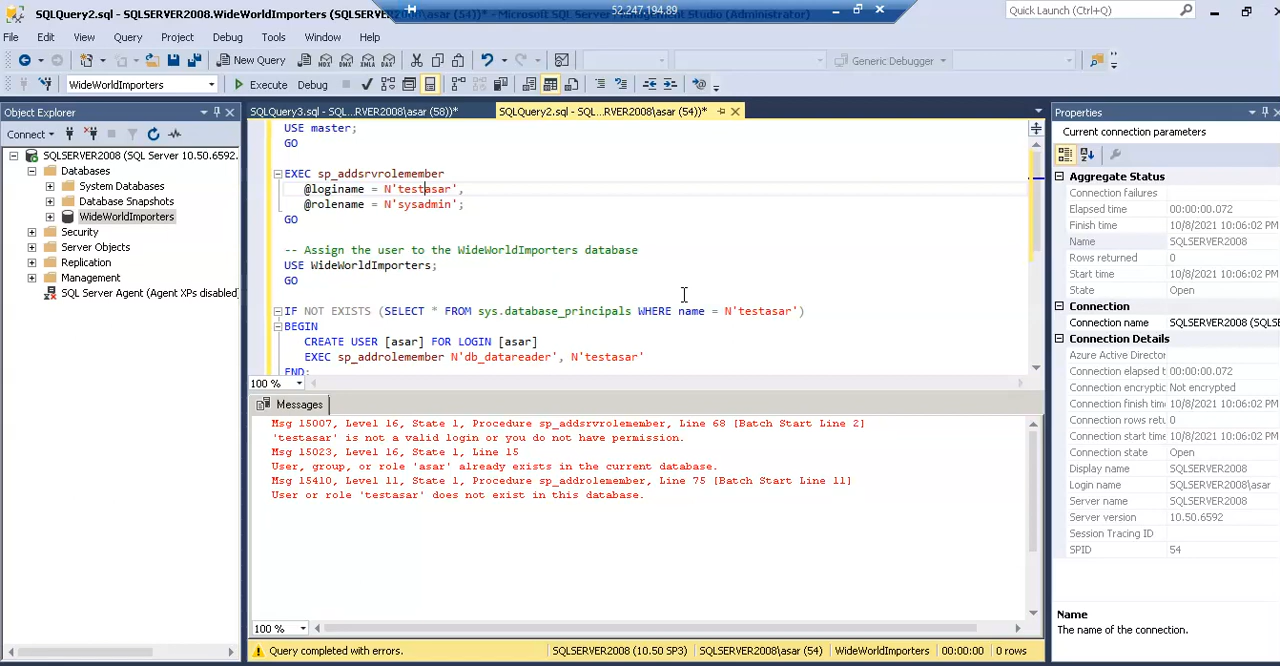 52.247.194.89
SQLQuery2.sql - SQLSERVER2008.WideWorldImporters (SQLSERVER2008\asar (54))* - Microsoft SQL Server Management Studio (Administrator)
Quick Launch (Ctrl+Q)
File Edit View Query Project Debug Tools Window Help
New Query MDX DMX XMLA DAX Generic Debugger
WideWorldImporters Execute Debug
Object Explorer
Connect
SQLSERVER2008 (SQL Server 10.50.6592.
Databases
System Databases
Database Snapshots
WideWorldImporters
Security
Server Objects
Replication
Management
SQL Server Agent (Agent XPs disabled)
SQLQuery3.sql - SQL...RVER2008\asar (58))* SQLQuery2.sql - SQL...RVER2008\asar (54))*
USE master;
GO
EXEC sp_addsrvrolemember
@loginame = N'testasar',
@rolename = N'sysadmin';
GO
-- Assign the user to the WideWorldImporters database
USE WideWorldImporters;
GO
IF NOT EXISTS (SELECT * FROM sys.database_principals WHERE name = N'testasar')
BEGIN
CREATE USER [asar] FOR LOGIN [asar]
EXEC sp_addrolemember N'db_datareader', N'testasar'
END;
100 %
Messages
Msg 15007, Level 16, State 1, Procedure sp_addsrvrolemember, Line 68 [Batch Start Line 2]
'testasar' is not a valid login or you do not have permission.
Msg 15023, Level 16, State 1, Line 15
User, group, or role 'asar' already exists in the current database.
Msg 15410, Level 11, State 1, Procedure sp_addrolemember, Line 75 [Batch Start Line 11]
User or role 'testasar' does not exist in this database.
100 %
Query completed with errors. SQLSERVER2008 (10.50 SP3) SQLSERVER2008\asar (54) WideWorldImporters 00:00:00 0 rows
Properties
Current connection parameters
Aggregate Status
Connection failures
Elapsed time 00:00:00.072
Finish time 10/8/2021 10:06:02 PM
Name SQLSERVER2008
Rows returned 0
Start time 10/8/2021 10:06:02 PM
State Open
Connection
Connection name SQLSERVER2008 (SQLS
Connection Details
Azure Active Director
Connection elapsed t 00:00:00.072
Connection encryptic Not encrypted
Connection finish time 10/8/2021 10:06:02 PM
Connection rows retu 0
Connection start time 10/8/2021 10:06:02 PM
Connection state Open
Display name SQLSERVER2008
Login name SQLSERVER2008\asar
Server name SQLSERVER2008
Server version 10.50.6592
Session Tracing ID
SPID 54
Name
The name of the connection.